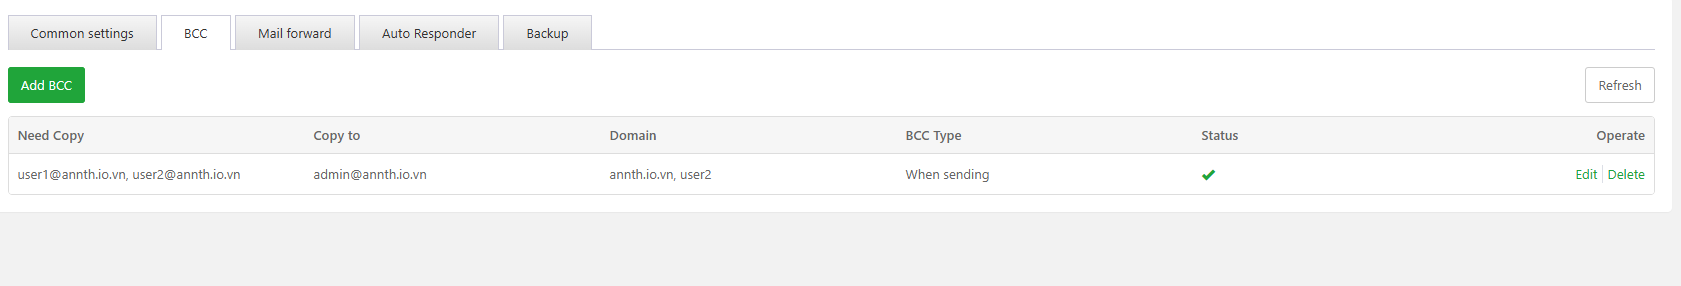 Common settings BCC Mail forward Auto Responder Backup
Add BCC Refresh
Need Copy Copy to Domain BCC Type Status Operate
user1@annth.io.vn, user2@annth.io.vn admin@annth.io.vn annth.io.vn, user2 When sending Edit Delete